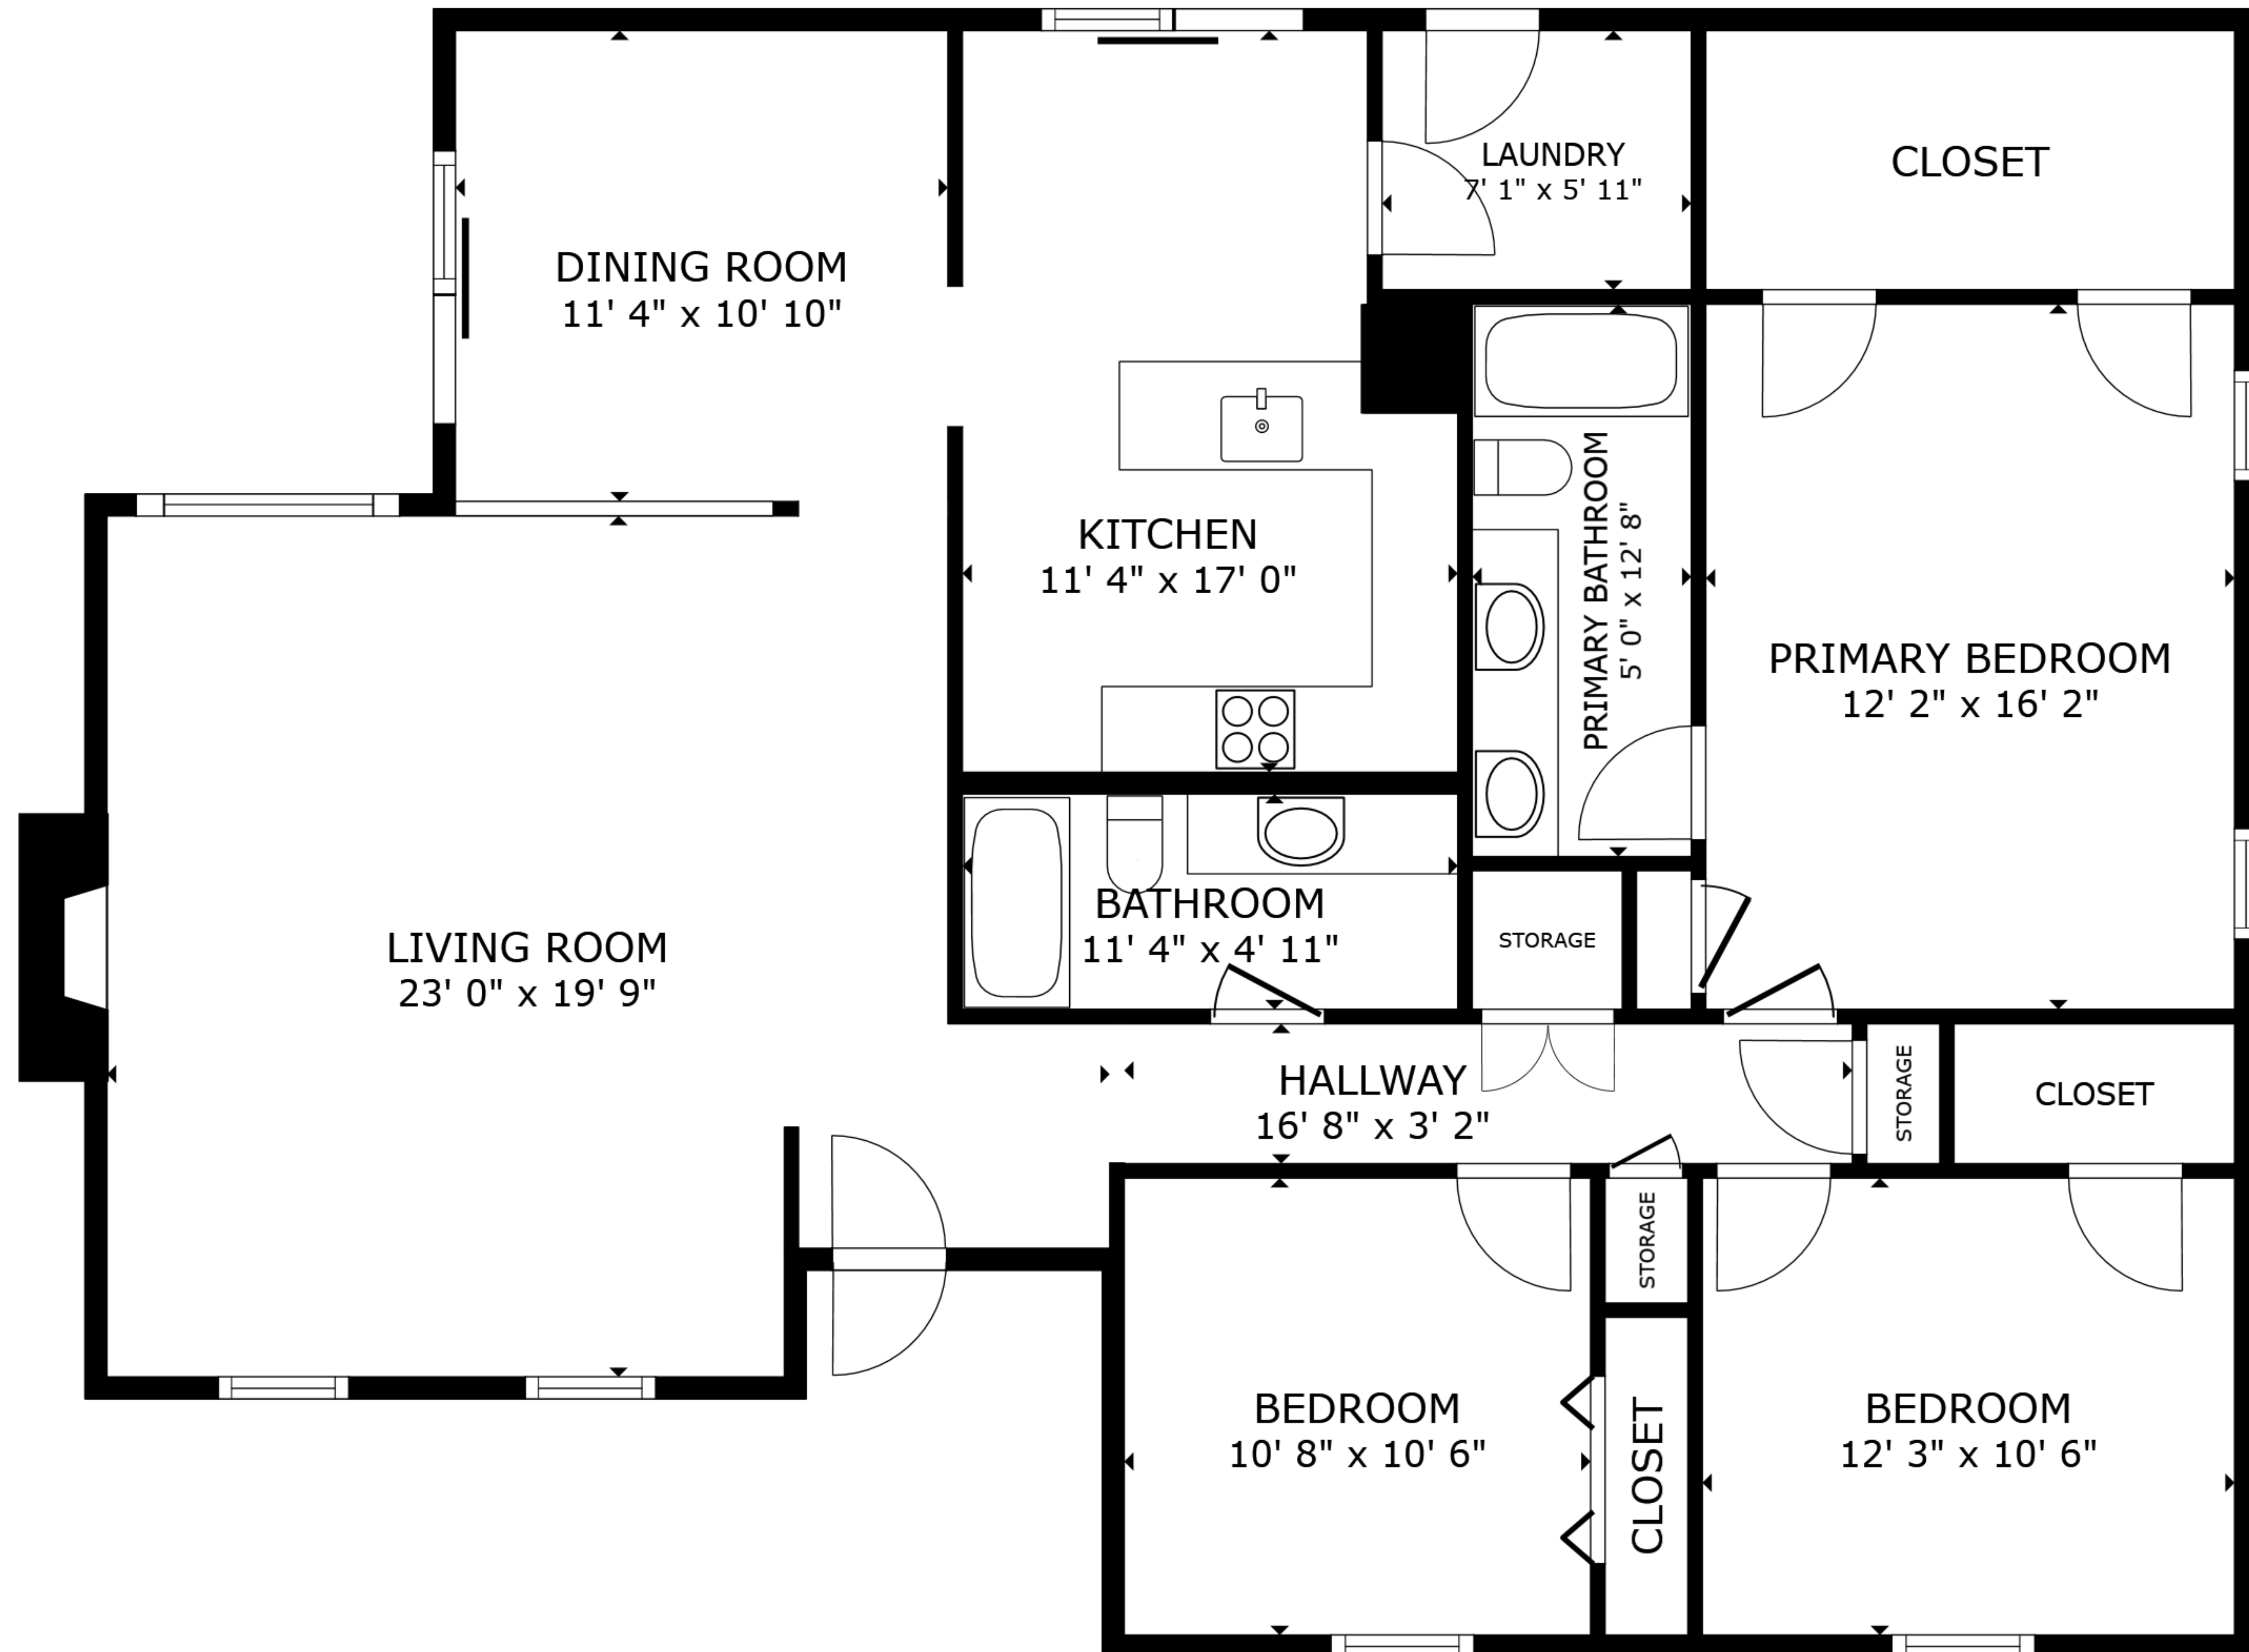 LAUNDRY
7' 1" x 5' 11"
CLOSET
DINING ROOM
11' 4" x 10' 10"
KITCHEN
11' 4" x 17' 0"
PRIMARY BATHROOM
5' 0" x 12' 8"
PRIMARY BEDROOM
12' 2" x 16' 2"
BATHROOM
11' 4" x 4' 11"
STORAGE
LIVING ROOM
23' 0" x 19' 9"
HALLWAY
16' 8" x 3' 2"
STORAGE
CLOSET
STORAGE
BEDROOM
10' 8" x 10' 6"
CLOSET
BEDROOM
12' 3" x 10' 6"